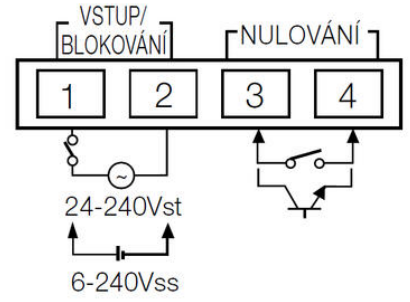 VSTUP/
BLOKOVÁNÍ
NULOVÁNÍ
1 2 3 4
~
24-240Vst
6-240Vss